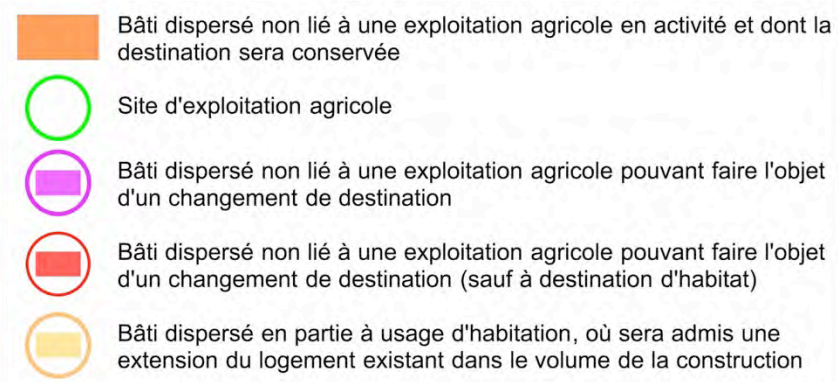 Bâti dispersé non lié à une exploitation agricole en activité et dont la
destination sera conservée
Site d'exploitation agricole
Bâti dispersé non lié à une exploitation agricole pouvant faire l'objet
d'un changement de destination
Bâti dispersé non lié à une exploitation agricole pouvant faire l'objet
d'un changement de destination (sauf à destination d'habitat)
Bâti dispersé en partie à usage d'habitation, où sera admis une
extension du logement existant dans le volume de la construction